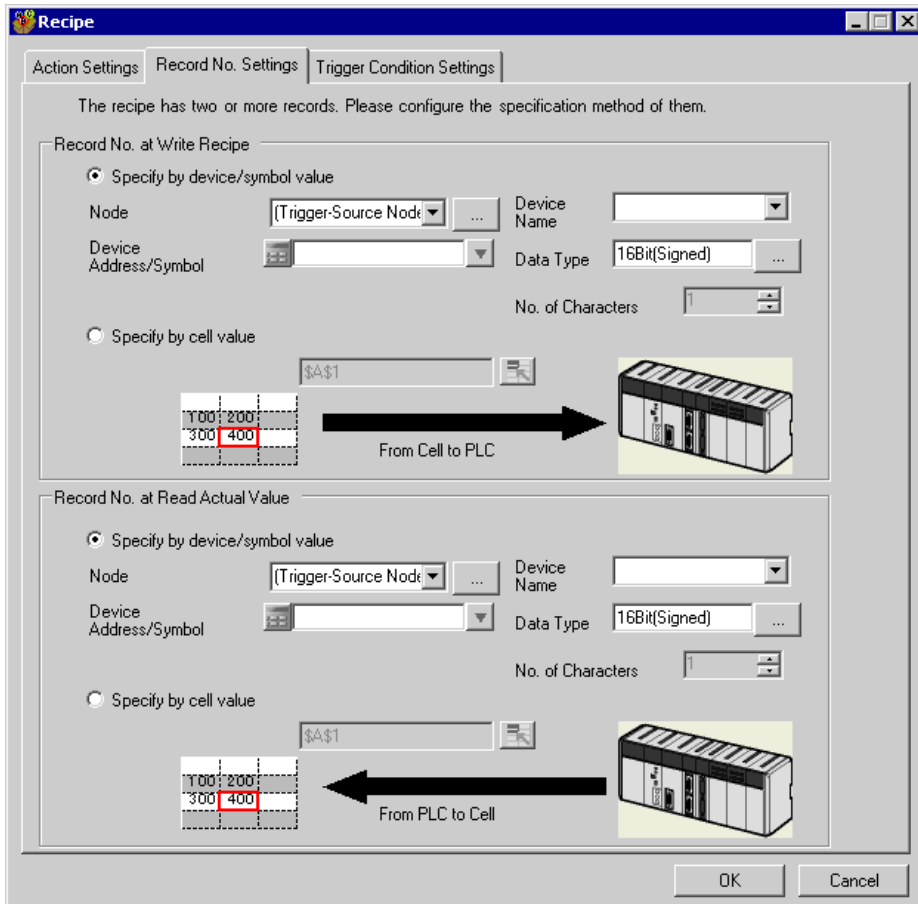 Recipe
Action Settings
Record No. Settings
Trigger Condition Settings
The recipe has two or more records. Please configure the specification method of them.
Record No. at Write Recipe
Specify by device/symbol value
Node
(Trigger-Source Node
...
Device
Name
Device
Address/Symbol
Data Type
16Bit(Signed)
...
No. of Characters
1
Specify by cell value
$A$1
100 200
300 400
From Cell to PLC
Record No. at Read Actual Value
Specify by device/symbol value
Node
(Trigger-Source Node
...
Device
Name
Device
Address/Symbol
Data Type
16Bit(Signed)
...
No. of Characters
1
Specify by cell value
$A$1
100 200
300 400
From PLC to Cell
OK
Cancel